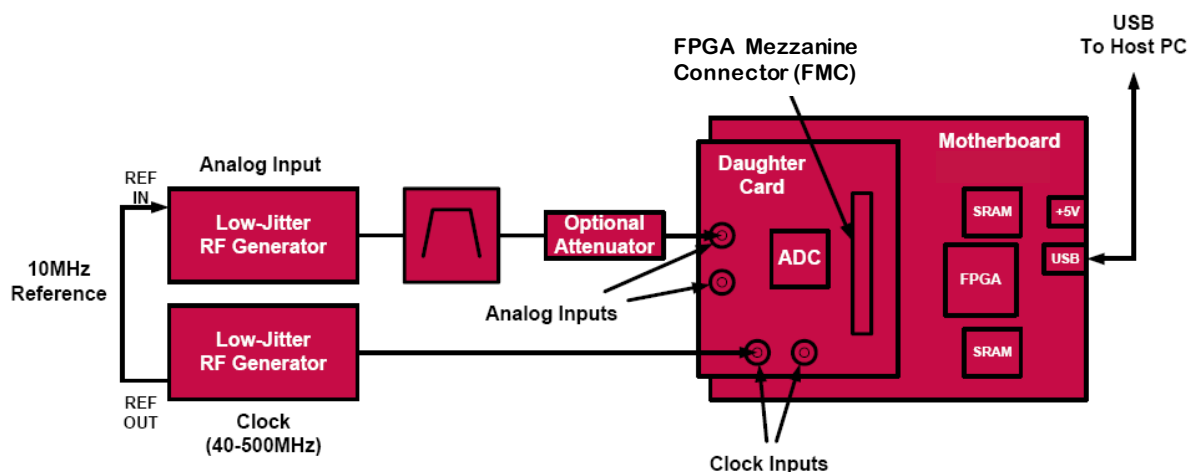 USB
To Host PC
FPGA Mezzanine
Connector (FMC)
Motherboard
Daughter
Card
Analog Input
REF
IN
Low-Jitter
RF Generator
Optional
Attenuator
ADC
SRAM
+5V
USB
FPGA
SRAM
10MHz
Reference
Analog Inputs
Low-Jitter
RF Generator
REF
OUT
Clock
(40-500MHz)
Clock Inputs